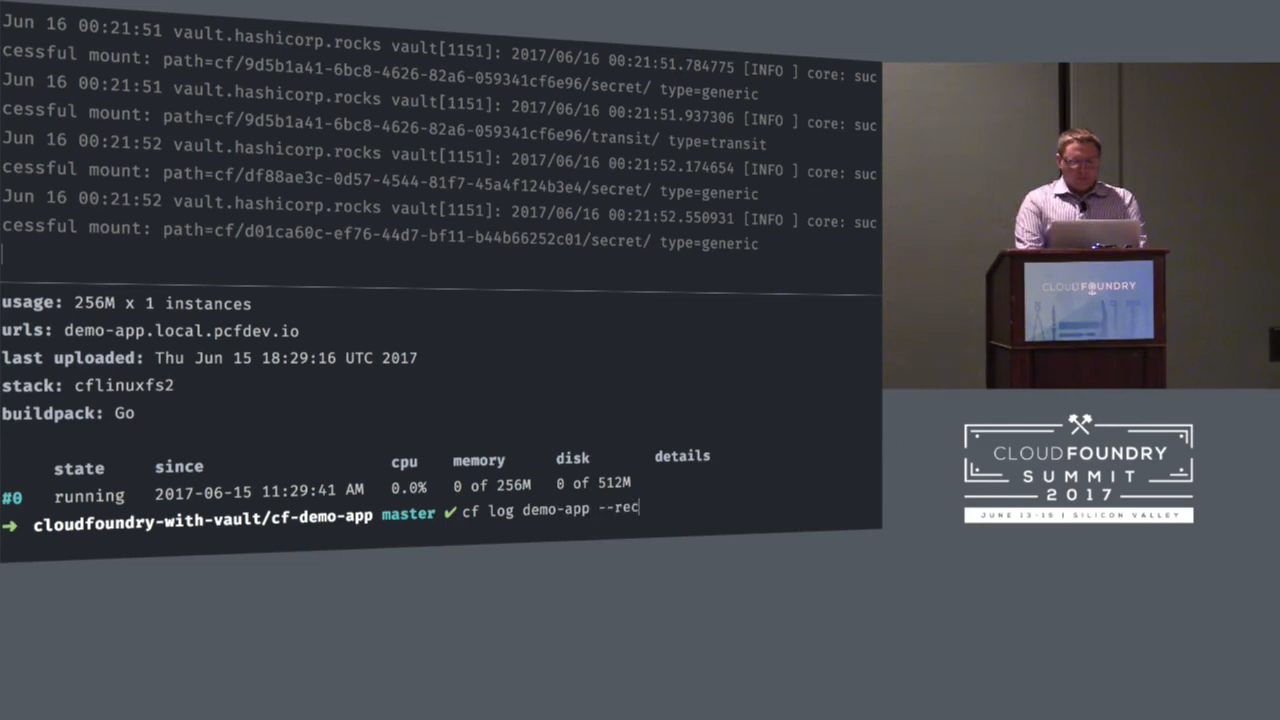 Jun 16 00:21:51 vault.hashicorp.rocks vault[1151]: 2017/06/16 00:21:51.784775 [INFO ] core: suc
cessful mount: path=cf/9d5b1a41-6bc8-4626-82a6-059341cf6e96/secret/ type=generic
Jun 16 00:21:51 vault.hashicorp.rocks vault[1151]: 2017/06/16 00:21:51.937306 [INFO ] core: suc
cessful mount: path=cf/9d5b1a41-6bc8-4626-82a6-059341cf6e96/transit/ type=transit
Jun 16 00:21:52 vault.hashicorp.rocks vault[1151]: 2017/06/16 00:21:52.174654 [INFO ] core: suc
cessful mount: path=cf/df88ae3c-0d57-4544-81f7-45a4f124b3e4/secret/ type=generic
Jun 16 00:21:52 vault.hashicorp.rocks vault[1151]: 2017/06/16 00:21:52.550931 [INFO ] core: suc
cessful mount: path=cf/d01ca60c-ef76-44d7-bf11-b44b66252c01/secret/ type=generic
usage: 256M x 1 instances
urls: demo-app.local.pcfdev.io
last uploaded: Thu Jun 15 18:29:16 UTC 2017
stack: cflinuxfs2
buildpack: Go
state since cpu memory disk details
#0 running 2017-06-15 11:29:41 AM 0.0% 0 of 256M 0 of 512M
➜ cloudfoundry-with-vault/cf-demo-app master ✔ cf log demo-app --rec
CLOUDFOUNDRY
CLOUDFOUNDRY
SUMMIT
2017
JUNE 13-15 | SILICON VALLEY